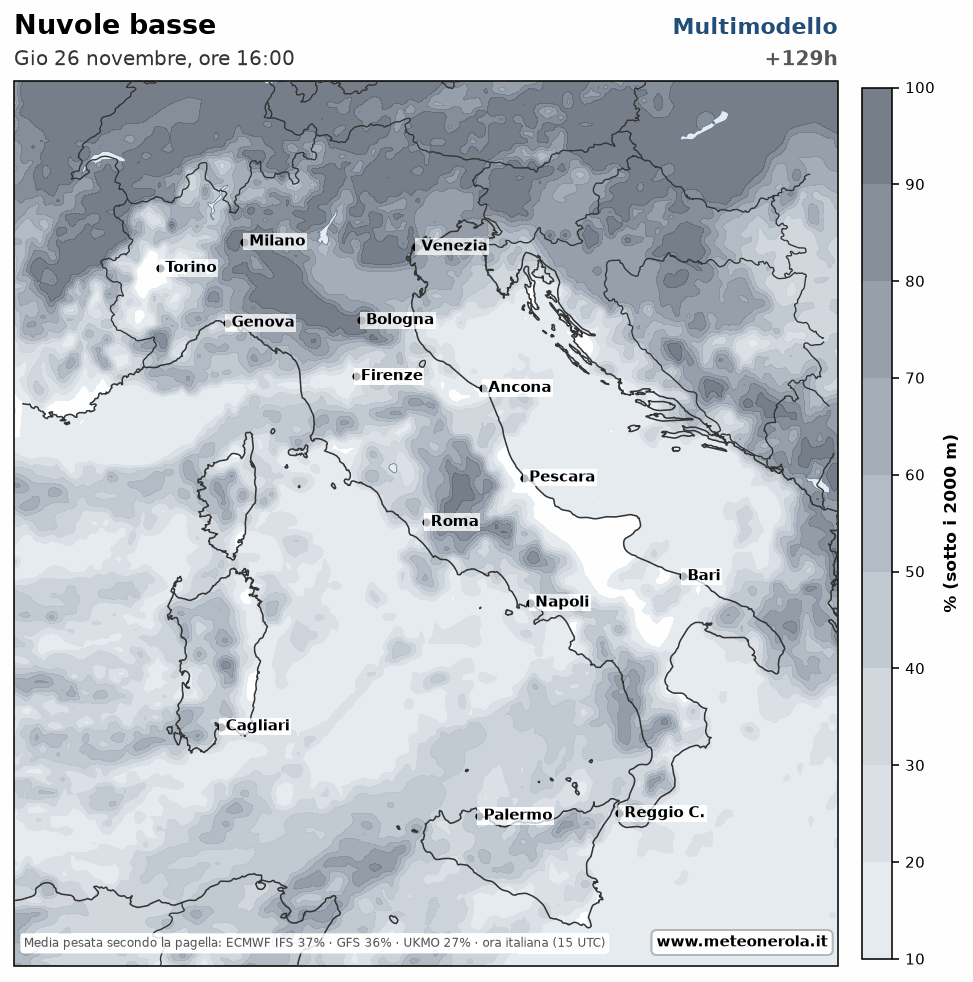 Nuvole basse
Multimodello
Gio 26 novembre, ore 16:00
+129h
Milano
Venezia
Torino
Genova
Bologna
Firenze
Ancona
Pescara
Roma
Bari
Napoli
Cagliari
Palermo
Reggio C.
100
90
80
70
60
50
40
30
20
10
% (sotto i 2000 m)
Media pesata secondo la pagella: ECMWF IFS 37% · GFS 36% · UKMO 27% · ora italiana (15 UTC)
www.meteonerola.it